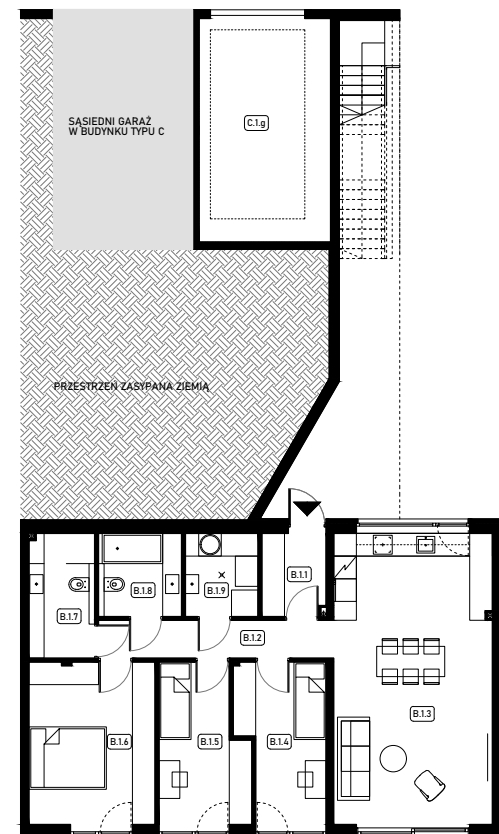 SĄSIEDNI GARAŻ
W BUDYNKU TYPU C
C.1.g
PRZESTRZEŃ ZASYPANA ZIEMIĄ
B.1.1
B.1.8
B.1.9
B.1.7
B.1.2
B.1.3
B.1.6
B.1.5
B.1.4